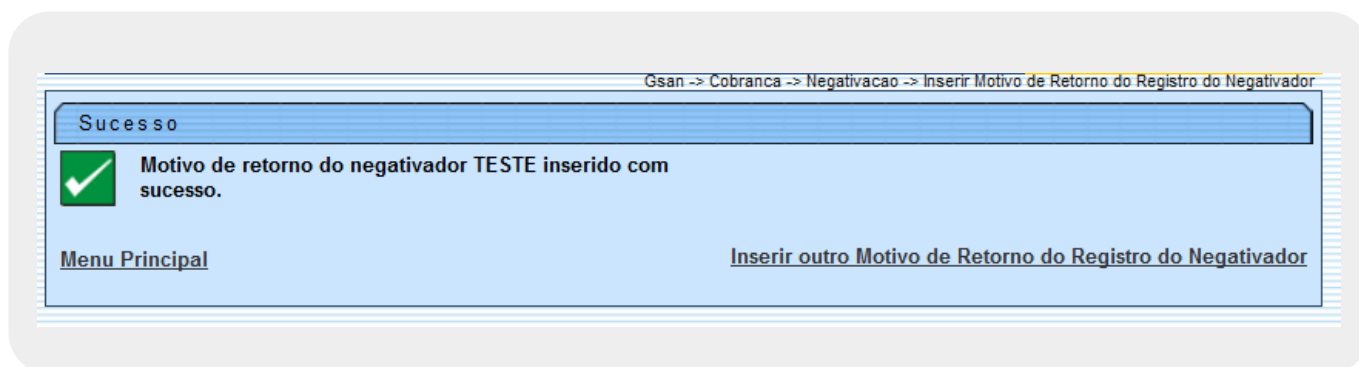 Gsan -> Cobranca -> Negativacao -> Inserir Motivo de Retorno do Registro do Negativador
Sucesso
Motivo de retorno do negativador TESTE inserido com
sucesso.
Menu Principal
Inserir outro Motivo de Retorno do Registro do Negativador